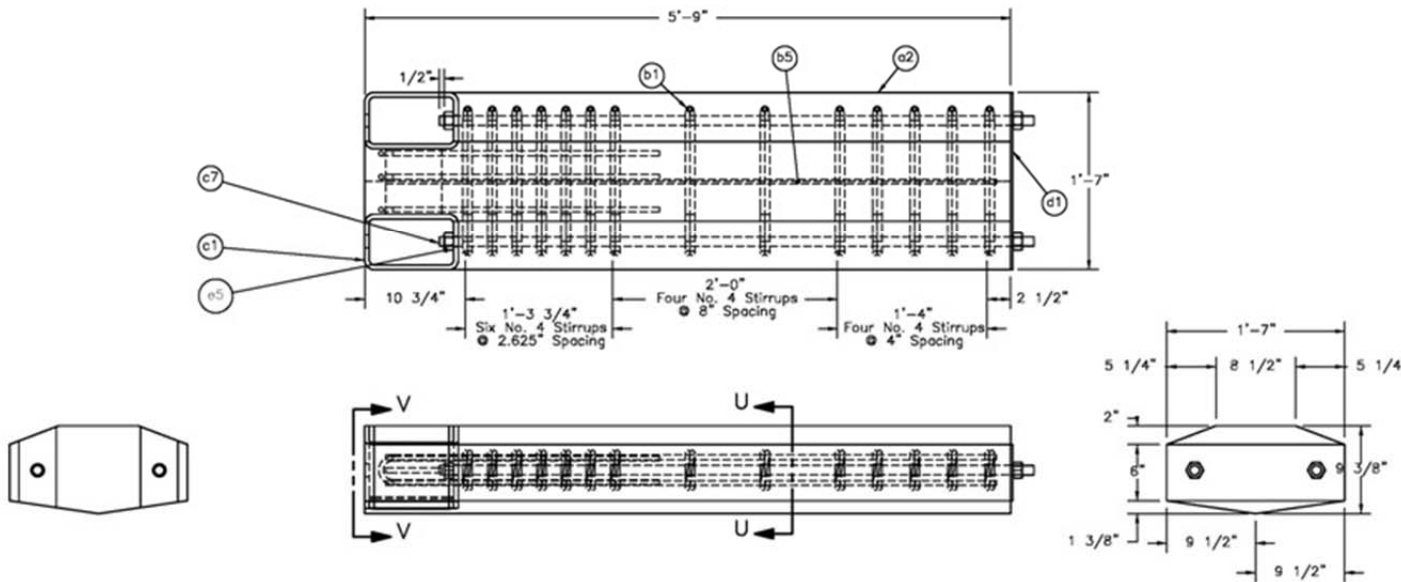 5'-9"
1/2"
b1
b5
a2
c7
c1
e5
d1
1'-7"
10 3/4"
1'-3 3/4"
Six No. 4 Stirrups
@ 2.625" Spacing
2'-0"
Four No. 4 Stirrups
@ 8" Spacing
1'-4"
Four No. 4 Stirrups
@ 4" Spacing
2 1/2"
V
V
U
U
1'-7"
5 1/4"
8 1/2"
5 1/4
2"
6"
9 3/8"
1 3/8"
9 1/2"
9 1/2"